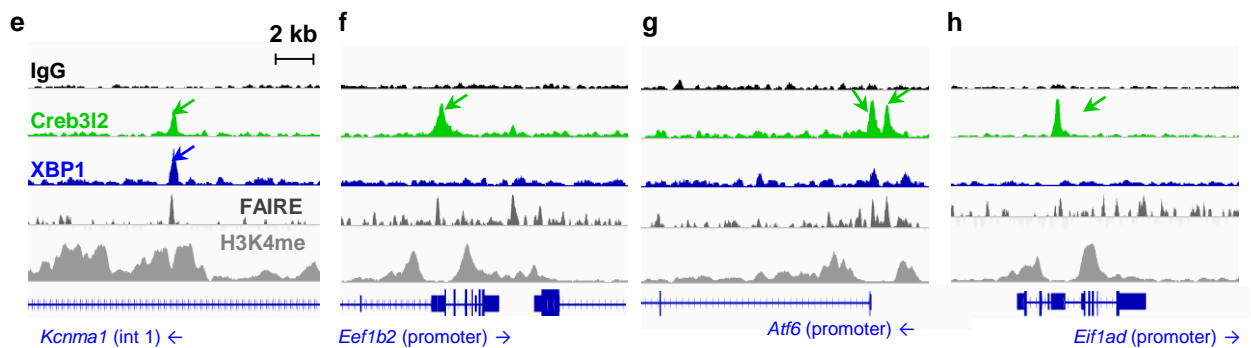 e
f
g
h
2 kb
IgG
Creb3l2
XBP1
FAIRE
H3K4me
Kcnma1 (int 1) ←
Eef1b2 (promoter) →
Atf6 (promoter) ←
Eif1ad (promoter) →